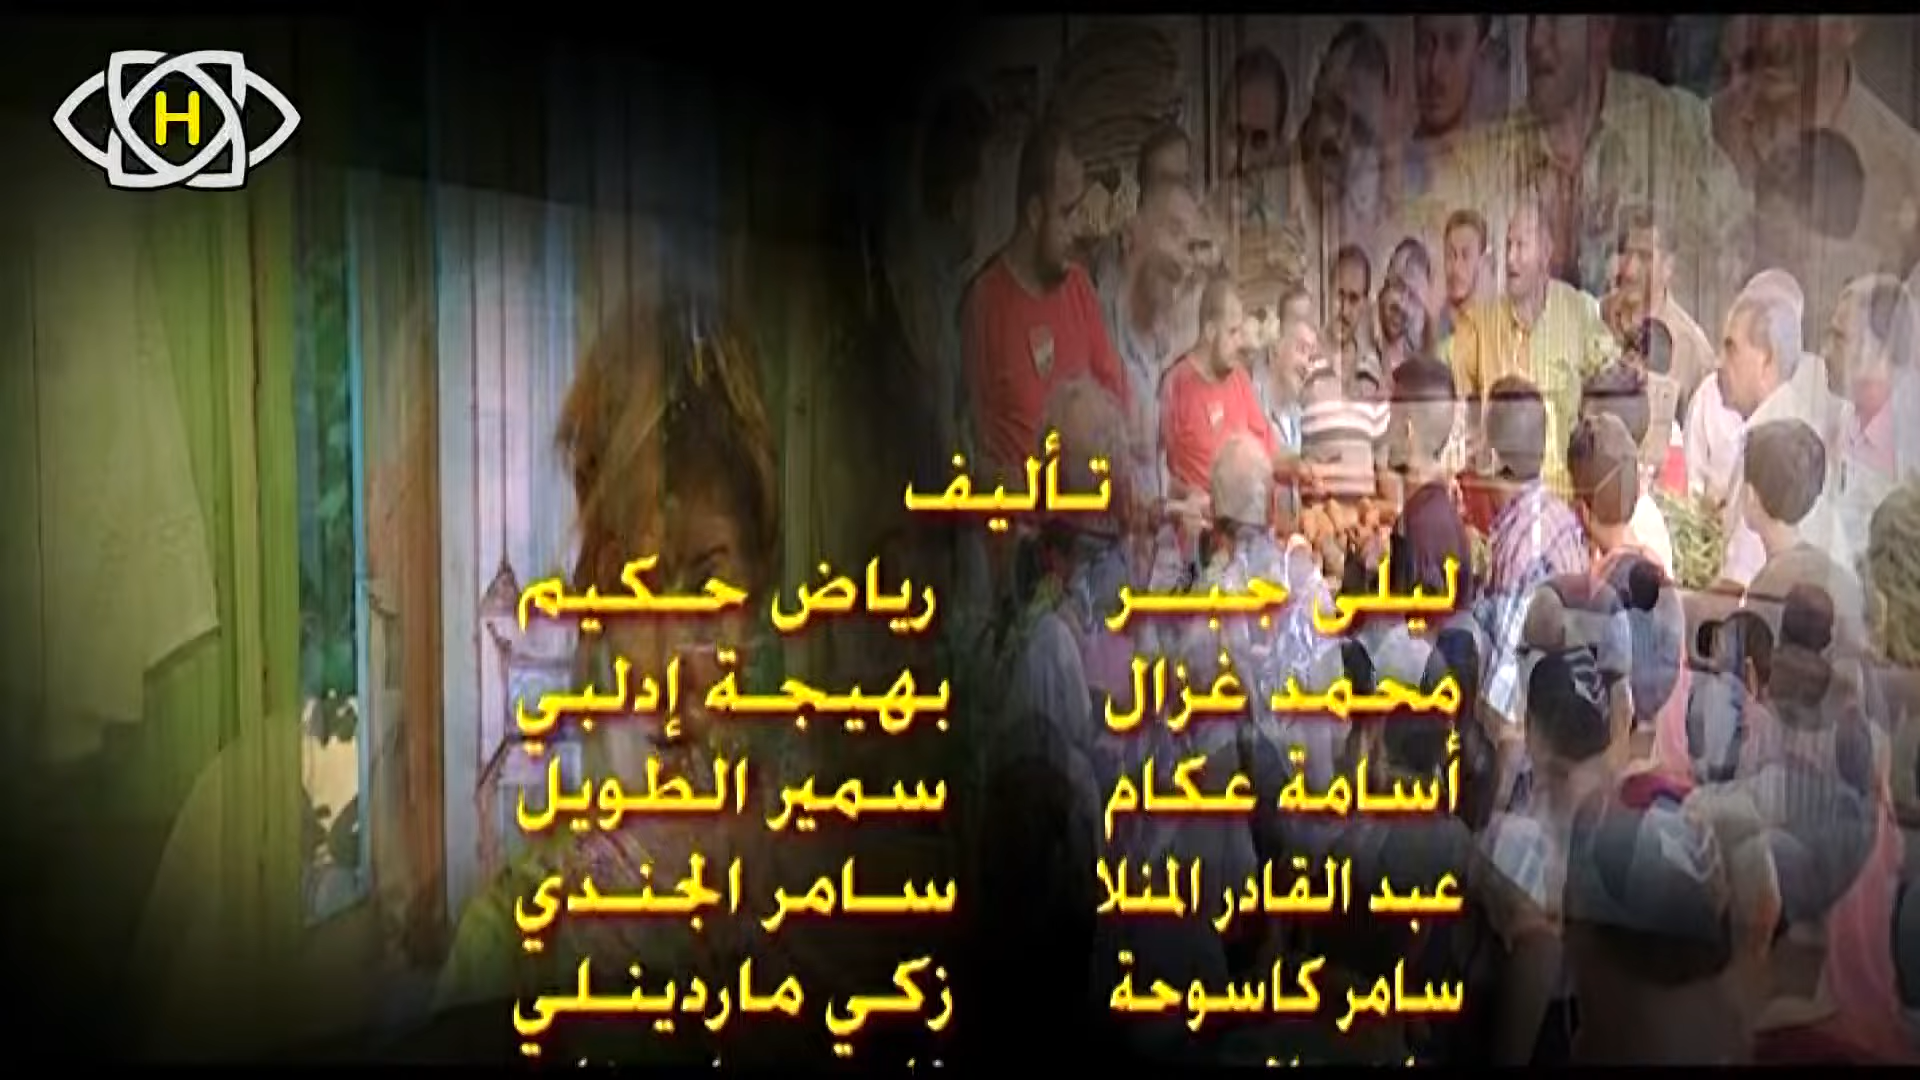 H
تأليف
ليلى جبر رياض حكيم
محمد غزال بهيجة إدلبي
أسامة عكام سمير الطويل
عبد القادر المنلا سامر الجندي
سامر كاسوحة زكي مارديني